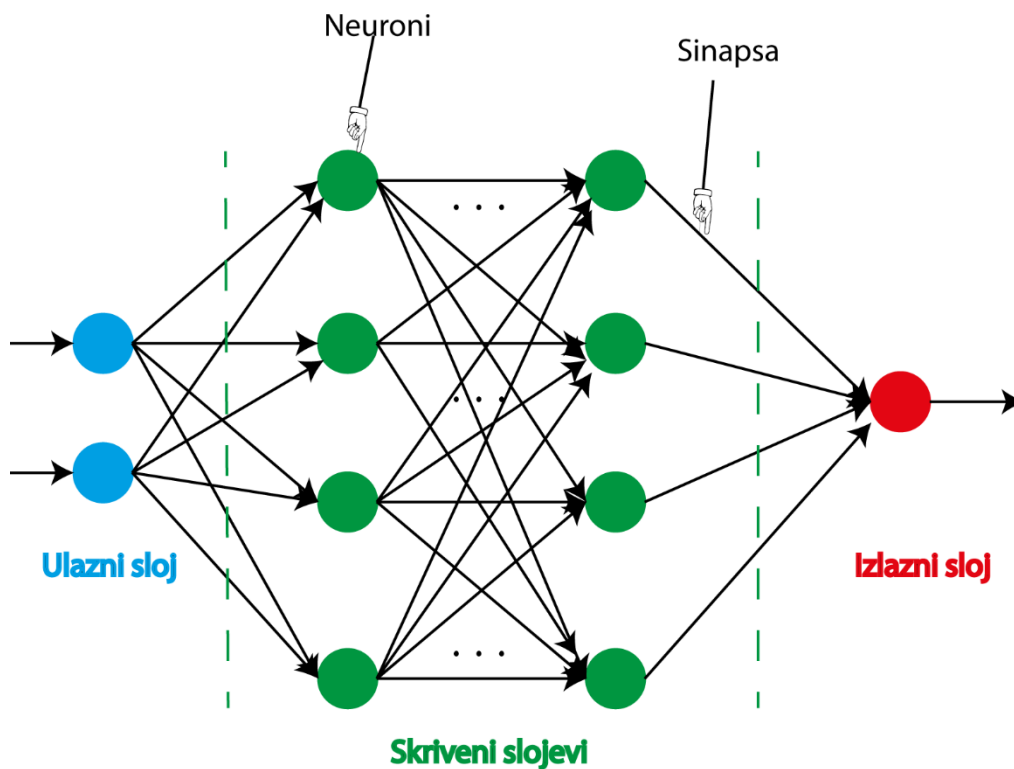 Neuroni
Sinapsa
. . .
. . .
Ulazni sloj
Izlazni sloj
. . .
Skriveni slojevi